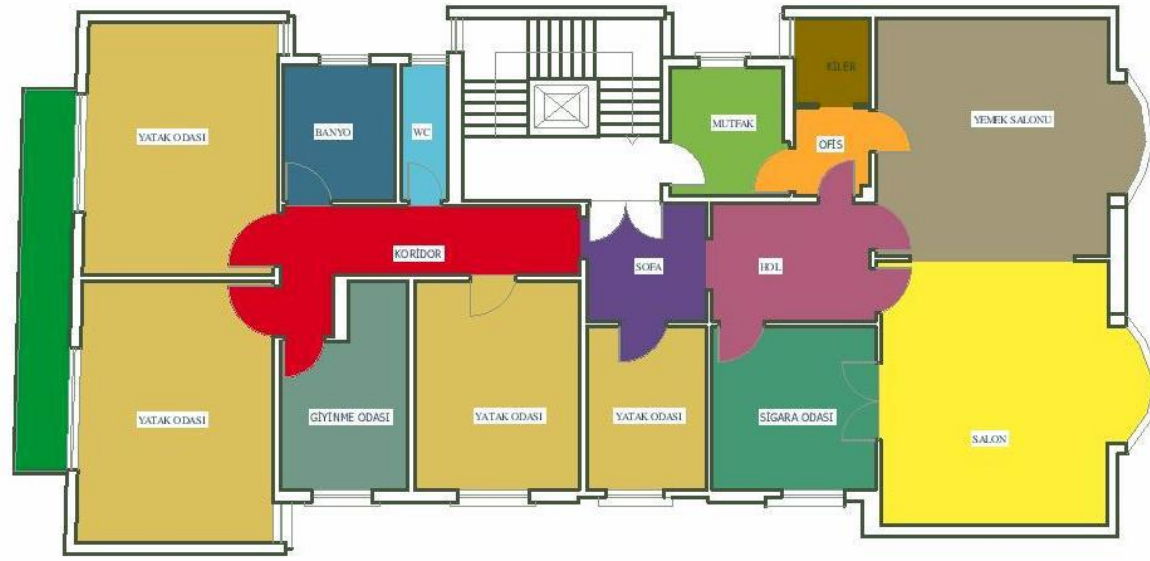 KİLER
YATAK ODASI
BANYO
WC
MUTFAK
OFİS
YEMEK SALONU
KORİDOR
SOFA
HOL
YATAK ODASI
GİYİNME ODASI
YATAK ODASI
YATAK ODASI
SİGARA ODASI
SALON